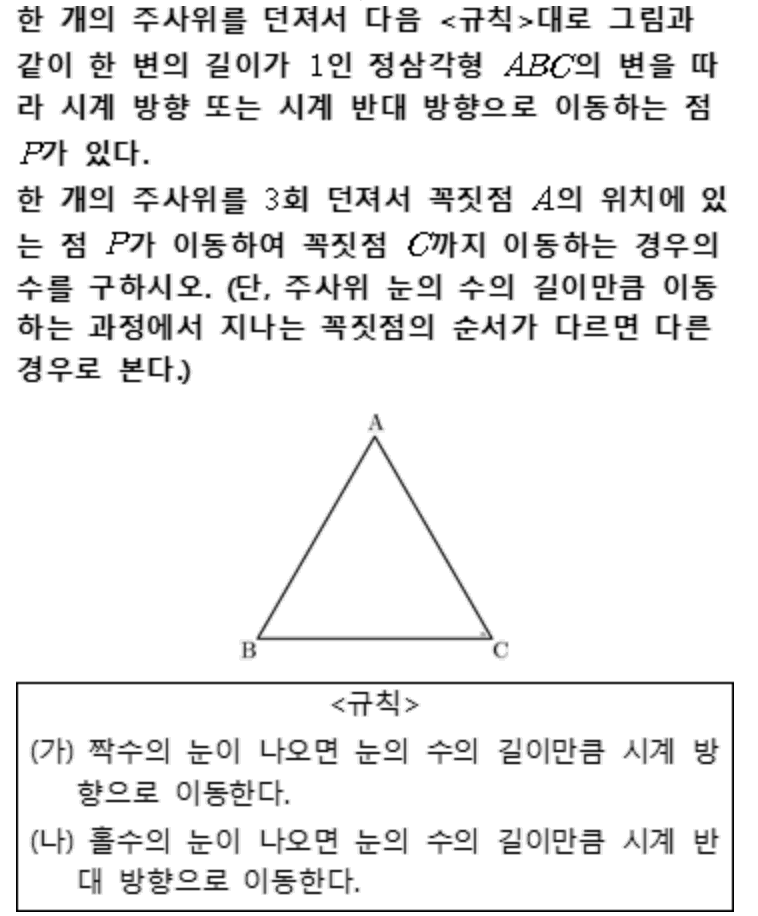 한 개의 주사위를 던져서 다음 <규칙>대로 그림과
같이 한 변의 길이가 1인 정삼각형 ABC의 변을 따
라 시계 방향 또는 시계 반대 방향으로 이동하는 점
P가 있다.
한 개의 주사위를 3회 던져서 꼭짓점 A의 위치에 있
는 점 P가 이동하여 꼭짓점 C까지 이동하는 경우의
수를 구하시오. (단, 주사위 눈의 수의 길이만큼 이동
하는 과정에서 지나는 꼭짓점의 순서가 다르면 다른
경우로 본다.)
A
B
C
<규칙>
(가) 짝수의 눈이 나오면 눈의 수의 길이만큼 시계 방
향으로 이동한다.
(나) 홀수의 눈이 나오면 눈의 수의 길이만큼 시계 반
대 방향으로 이동한다.